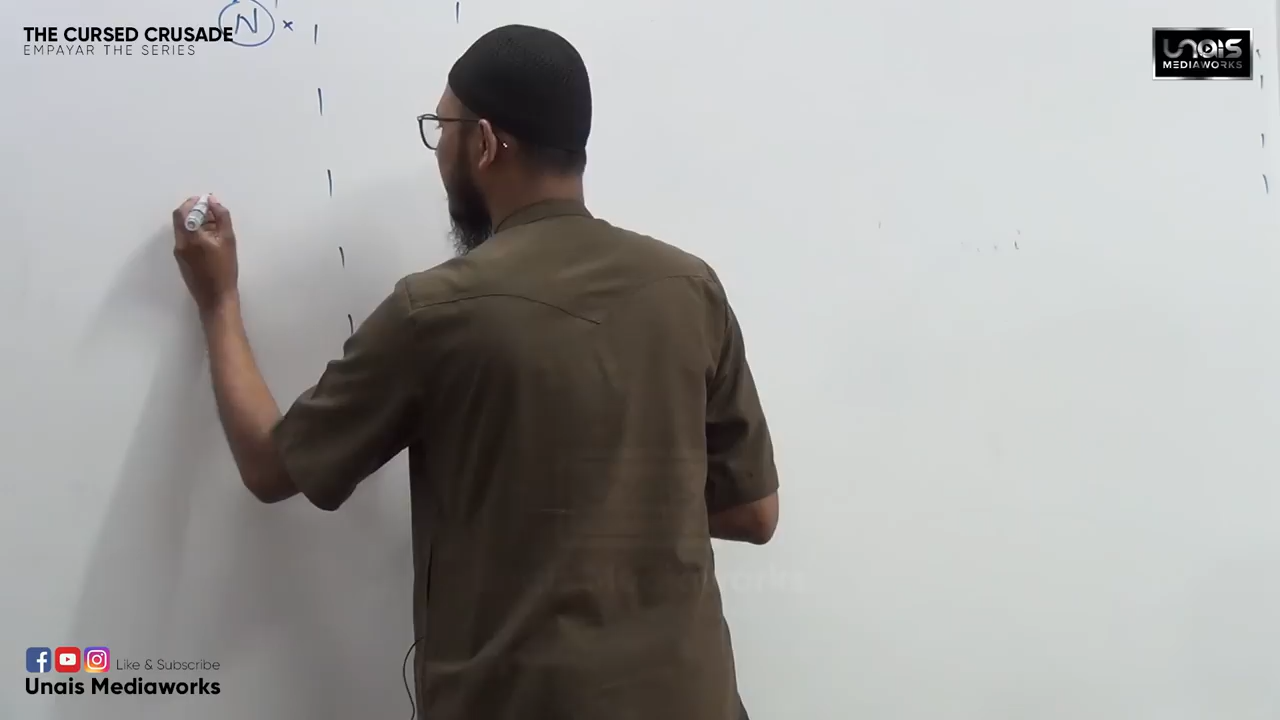 THE CURSED CRUSADE
EMPAYAR THE SERIES
N ×
UNAIS
MEDIAWORKS
Like & Subscribe
Unais Mediaworks